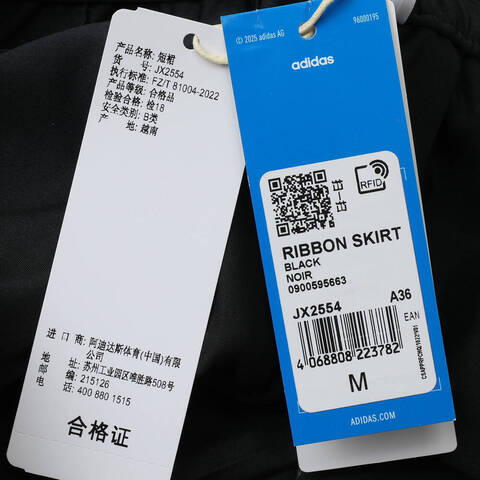 产品名称: 短裙
货 号: JX2554
执行标准: FZ/T 81004-2022
产品等级: 合格品
检验合格: 检18
安全类别: B类
产 地: 越南
进 口 商: 阿迪达斯体育(中国)有限
公司
地 址: 苏州工业园区唯胜路508号
邮 编: 215126
电 话: 400 880 1515
合格证
© 2025 adidas AG
96000195
adidas
RFID
RIBBON SKIRT
BLACK
NOIR
0900595663
JX2554 A36
EAN
4 068808 223782
M
ADIDAS.COM